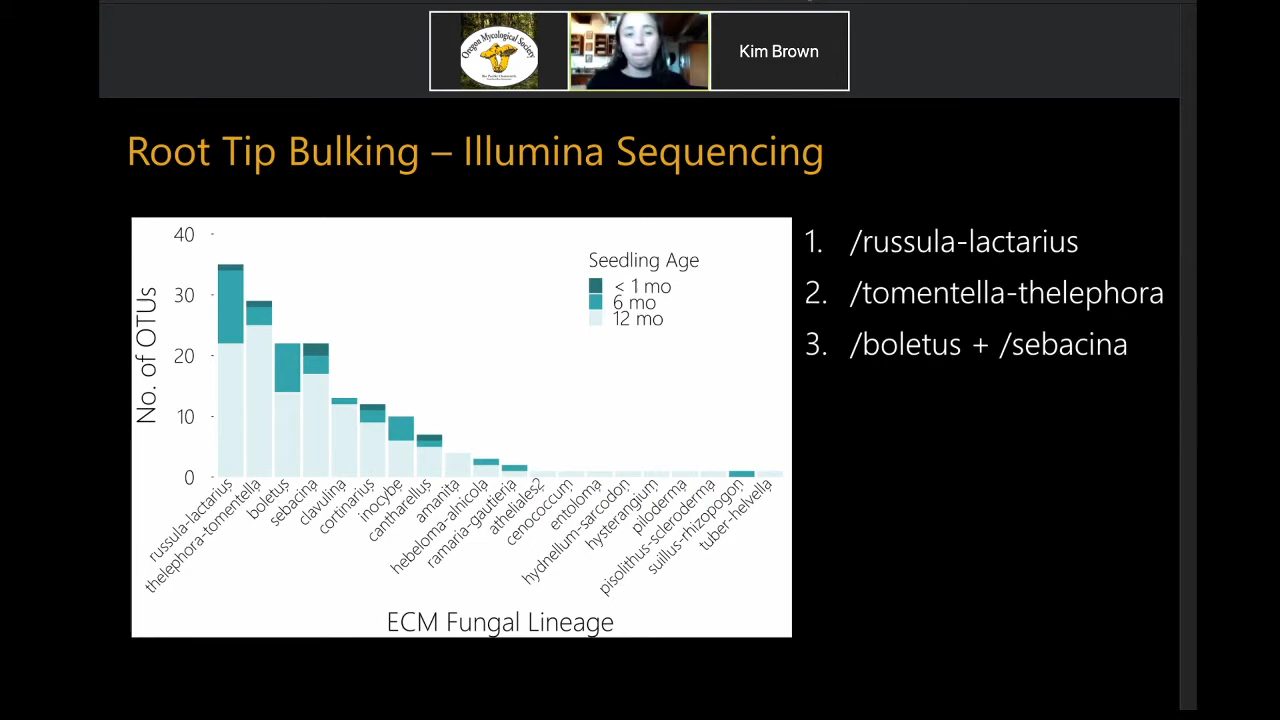 Oregon Mycological Society
Kim Brown
Root Tip Bulking – Illumina Sequencing
No. of OTUs
40
30
20
10
0
Seedling Age
< 1 mo
6 mo
12 mo
russula-lactarius
thelephora-tomentella
boletus
sebacina
clavulina
cortinarius
inocybe
cantharellus
amanita
hebeloma-alnicola
ramaria-gautieria
atheliales2
cenococcum
entoloma
hydnellum-sarcodon
hysterangium
piloderma
pisolithus-scleroderma
suillus-rhizopogon
tuber-helvella
ECM Fungal Lineage
1. /russula-lactarius
2. /tomentella-thelephora
3. /boletus + /sebacina